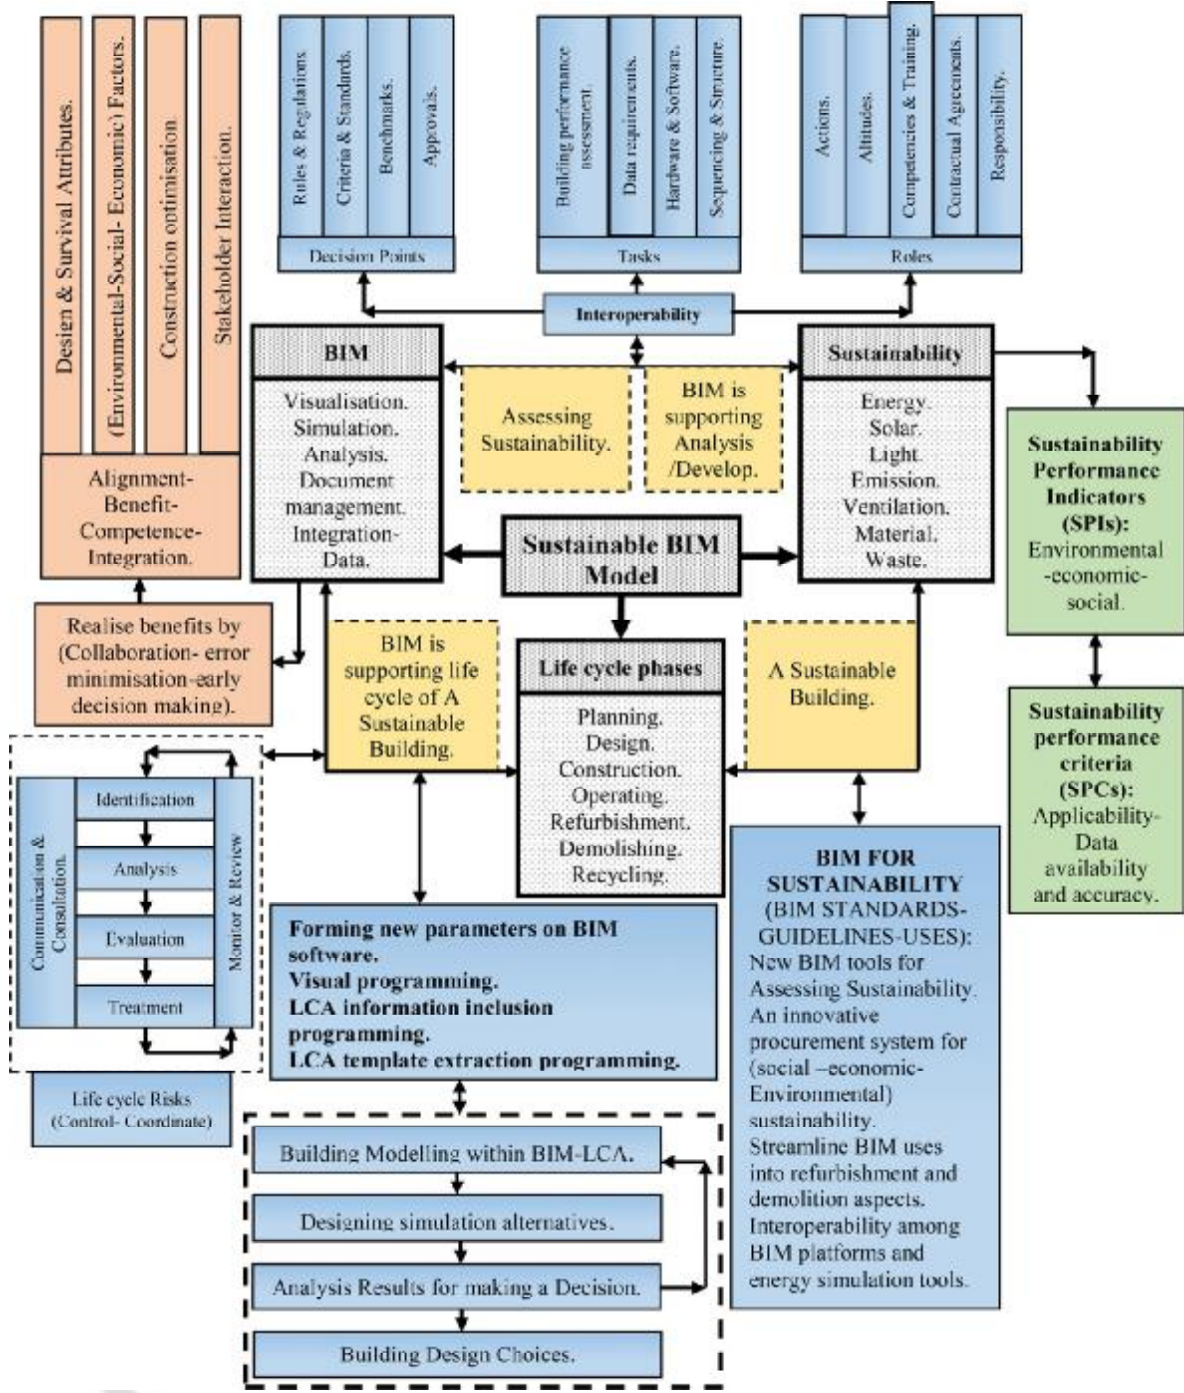 Design & Survival Attributes.
(Environmental-Social- Economic) Factors.
Construction optimisation
Stakeholder Interaction.
Alignment-
Benefit-
Competence-
Integration.
Realise benefits by
(Collaboration- error
minimisation-early
decision making).
Rules & Regulations.
Criteria & Standards.
Benchmarks.
Approvals.
Decision Points
Building performance
assessment.
Data requirements.
Hardware & Software.
Sequencing & Structure.
Tasks
Actions.
Altitudes.
Competencies & Training.
Contractual Agreements.
Responsibility.
Roles
Interoperability
BIM
Visualisation.
Simulation.
Analysis.
Document
management.
Integration-
Data.
Assessing
Sustainability.
BIM is
supporting
Analysis
/Develop.
Sustainability
Energy.
Solar.
Light.
Emission.
Ventilation.
Material.
Waste.
Sustainability
Performance
Indicators
(SPIs):
Environmental
-economic-
social.
Sustainability
performance
criteria
(SPCs):
Applicability-
Data
availability
and accuracy.
Sustainable BIM
Model
BIM is
supporting life
cycle of A
Sustainable
Building.
Life cycle phases
Planning.
Design.
Construction.
Operating.
Refurbishment.
Demolishing.
Recycling.
A Sustainable
Building.
Communication &
Consultation.
Identification
Analysis
Evaluation
Treatment
Monitor & Review
Life cycle Risks
(Control- Coordinate)
Forming new parameters on BIM
software.
Visual programming.
LCA information inclusion
programming.
LCA template extraction programming.
Building Modelling within BIM-LCA.
Designing simulation alternatives.
Analysis Results for making a Decision.
Building Design Choices.
BIM FOR
SUSTAINABILITY
(BIM STANDARDS-
GUIDELINES-USES):
New BIM tools for
Assessing Sustainability.
An innovative
procurement system for
(social –economic-
Environmental)
sustainability.
Streamline BIM uses
into refurbishment and
demolition aspects.
Interoperability among
BIM platforms and
energy simulation tools.